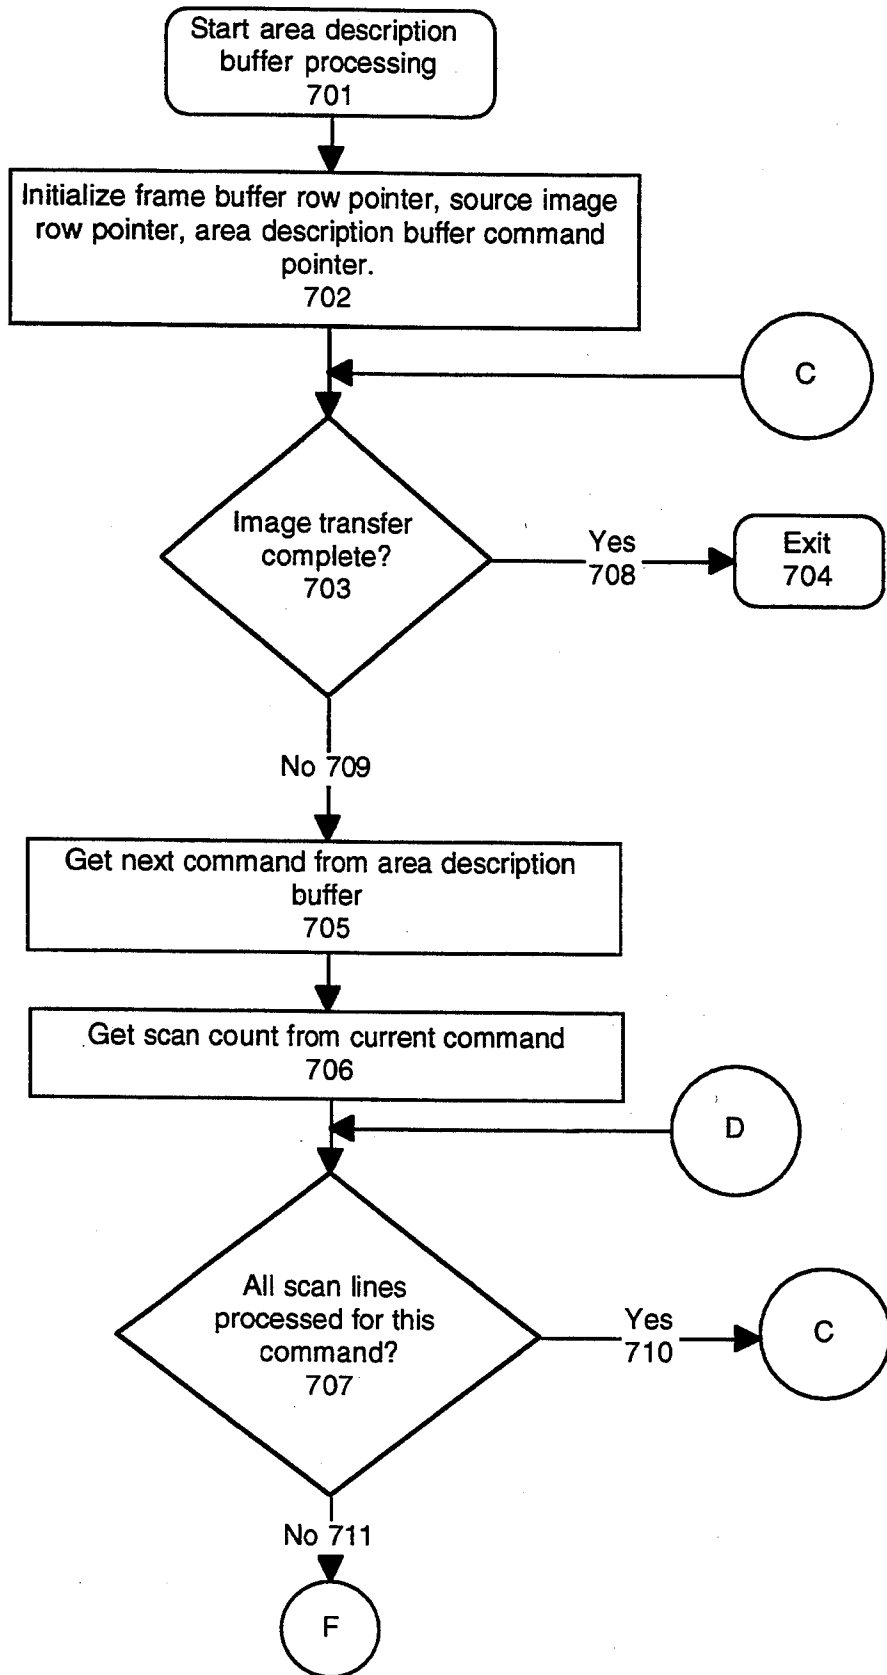 Start area description
buffer processing
701
Initialize frame buffer row pointer, source image
row pointer, area description buffer command
pointer.
702
C
Image transfer
complete?
703
Yes
708
Exit
704
No 709
Get next command from area description
buffer
705
Get scan count from current command
706
D
All scan lines
processed for this
command?
707
Yes
710
C
No 711
F